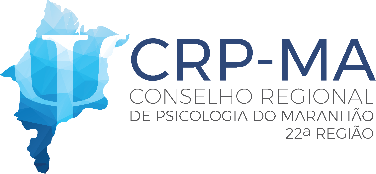 Ψ
CRP-MA
CONSELHO REGIONAL
DE PSICOLOGIA DO MARANHÃO
22ª REGIÃO